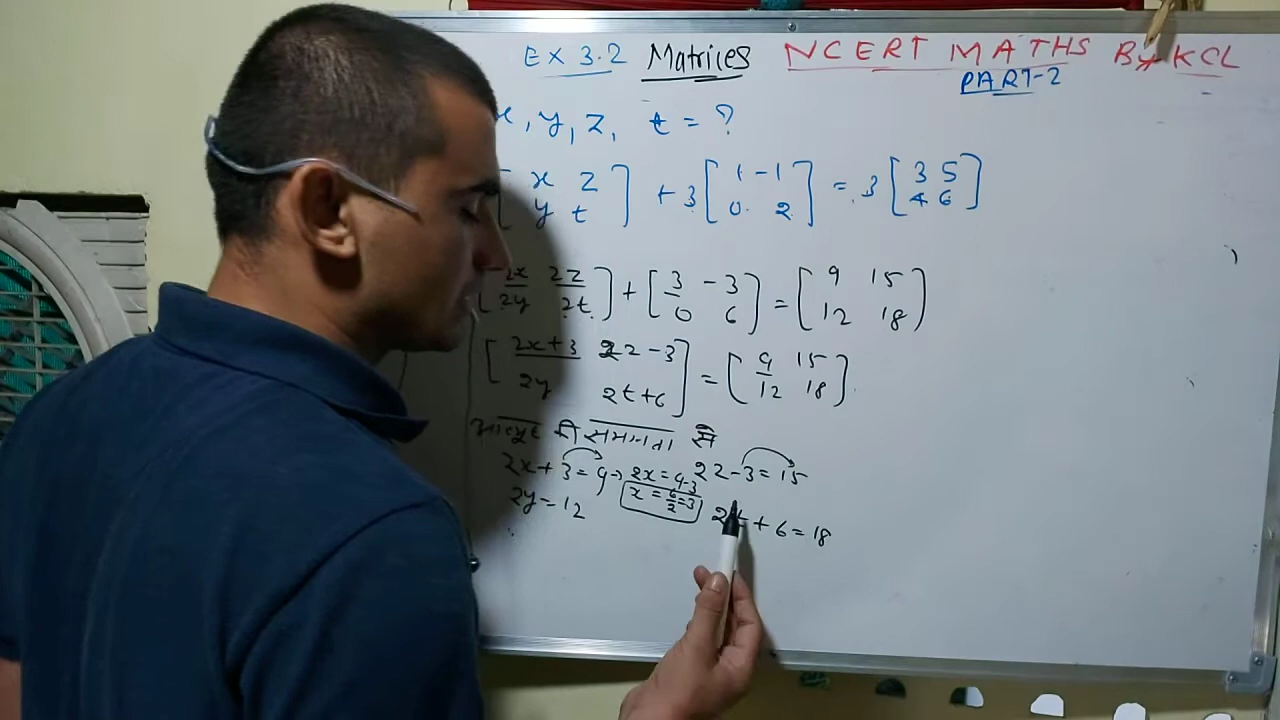 EX 3.2 Matrices NCERT MATHS By KCL
PART-2
x, y, z, t = ?
[x z y t] + 3 [1 -1 0 2] = 3 [3 5 4 6]
[2x 2z 2y 2t] + [3 -3 0 6] = [9 15 12 18]
[2x+3 2z-3 2y 2t+6] = [9 15 12 18]
की समानता से
2x+3=9 → 2x=9-3 2z-3=15
2y=12 x=6/2=3 2t+6=18